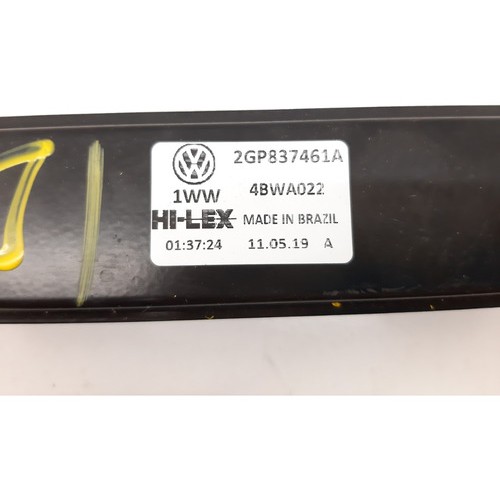 2GP837461A
1WW 4BWA022
HI-LEX MADE IN BRAZIL
01:37:24 11.05.19 A